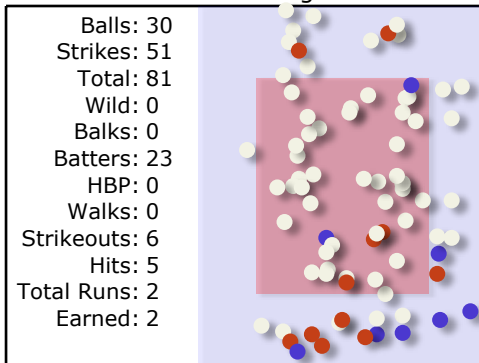 Balls: 30
Strikes: 51
Total: 81
Wild: 0
Balks: 0
Batters: 23
HBP: 0
Walks: 0
Strikeouts: 6
Hits: 5
Total Runs: 2
Earned: 2